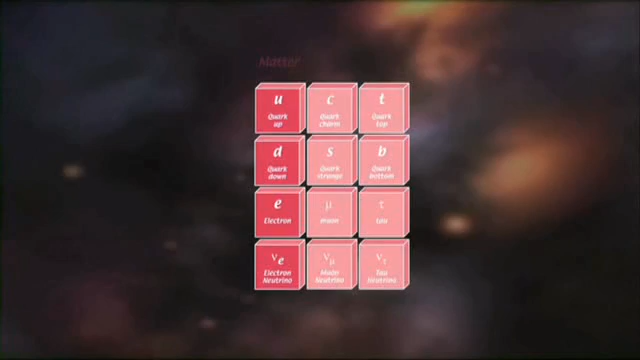 Matter
u c t
Quark up Quark charm Quark top
d s b
Quark down Quark strange Quark bottom
e μ τ
Electron muon tau
νe νμ ντ
Electron Neutrino Muon Neutrino Tau Neutrino